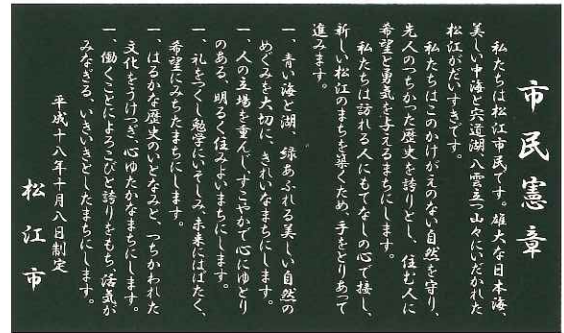 市民憲章
私たちは松江市民です。雄大な日本海、
美しい中海と宍道湖、八雲立つ山々にいだかれた
松江がだいすきです。
私たちはこのかけがえのない自然を守り、
先人のつちかった歴史を誇りとし、住む人に
希望と勇気を与えるまちにします。
私たちは訪れる人にもてなしの心で接し、
新しい松江のまちを築くため、手をとりあって
進みます。
一、青い海と湖、緑あふれる美しい自然の
めぐみを大切に、きれいなまちにします。
一、人の立場を重んじ、すこやかで心にゆとり
のある、明るく住みよいまちにします。
一、礼をつくし勉学にいそしみ、未来にはばたく、
希望にみちたまちにします。
一、はるかな歴史のいとなみと、つちかわれた
文化をうけつぎ、心ゆたかなまちにします。
一、働くことによろこびと誇りをもち、活気が
みなぎる、いきいきとしたまちにします。
平成十八年十月八日制定
松江市